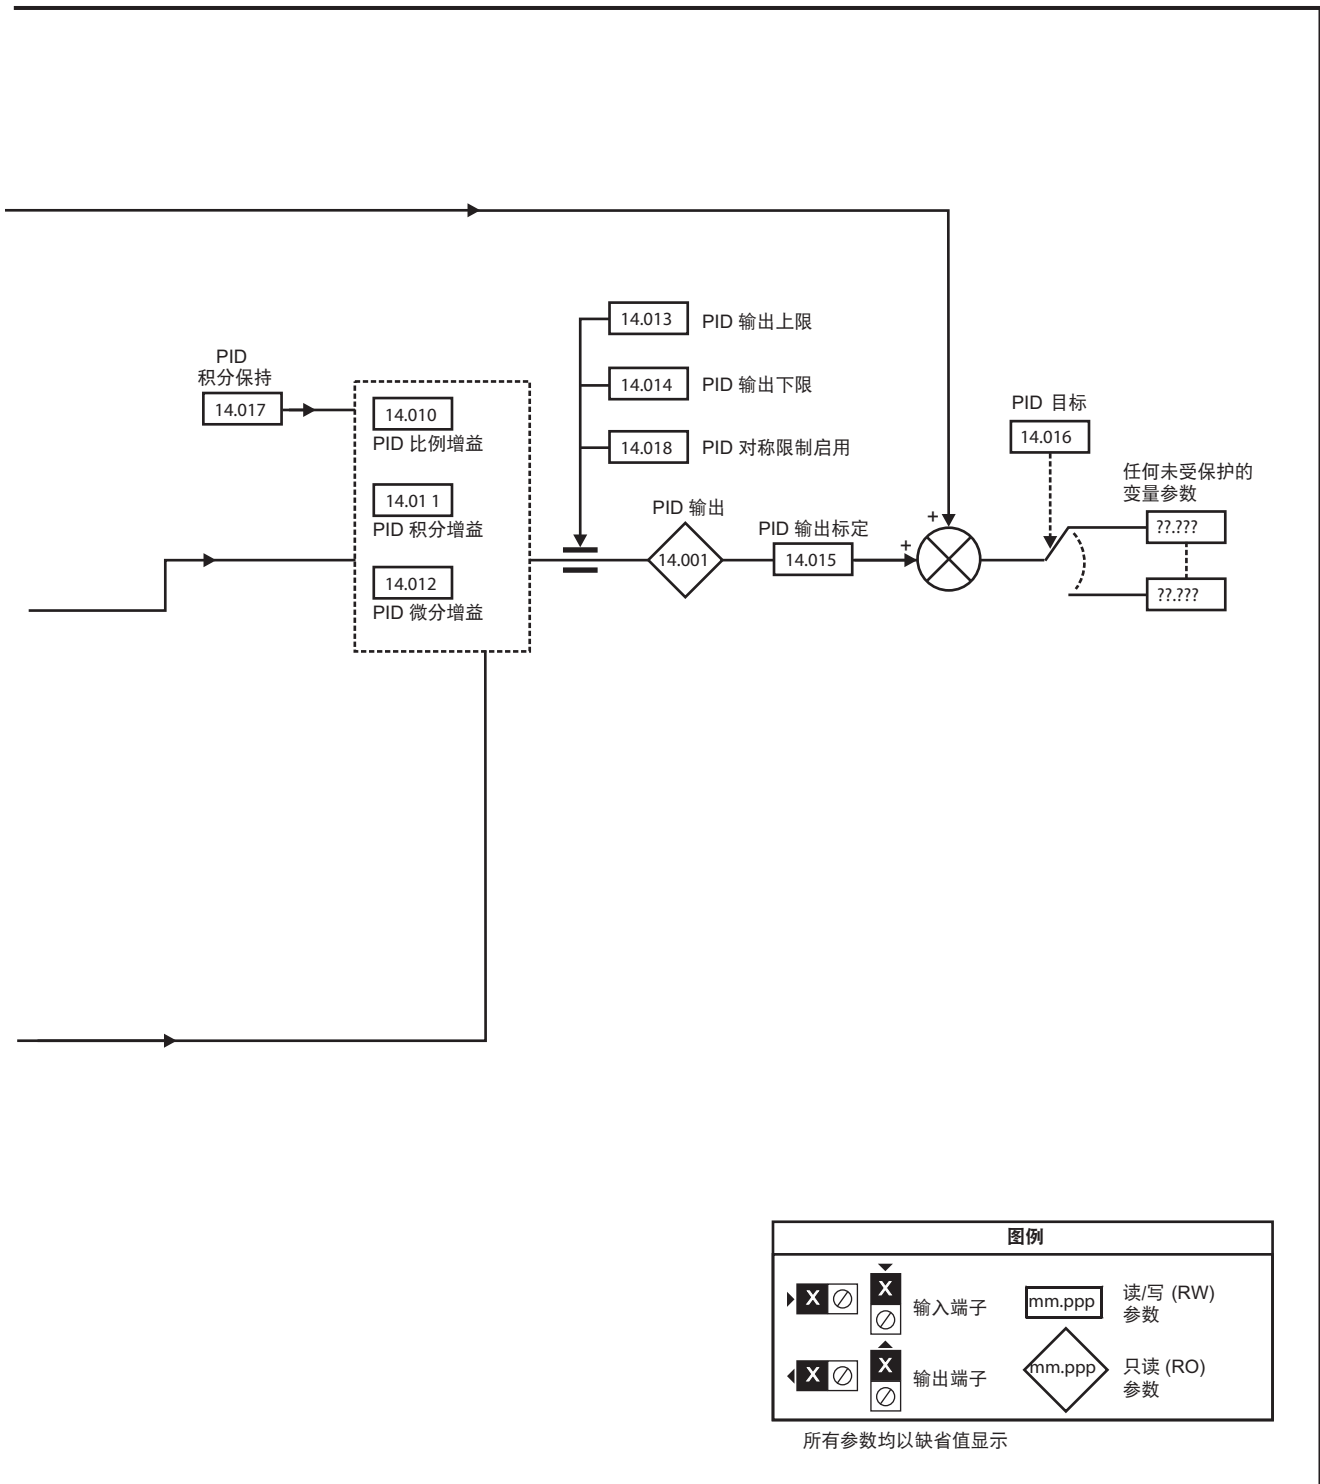 14.013
PID 输出上限
PID
积分保持
14.017
14.010
PID 比例增益
14.014
PID 输出下限
14.018
PID 对称限制启用
PID 目标
14.016
任何未受保护的
变量参数
??.???
??.???
14.01 1
PID 积分增益
14.012
PID 微分增益
PID 输出
14.001
PID 输出标定
14.015
+
+
图例
X
X
输入端子
mm.ppp
读/写 (RW)
参数
X
X
输出端子
mm.ppp
只读 (RO)
参数
所有参数均以缺省值显示